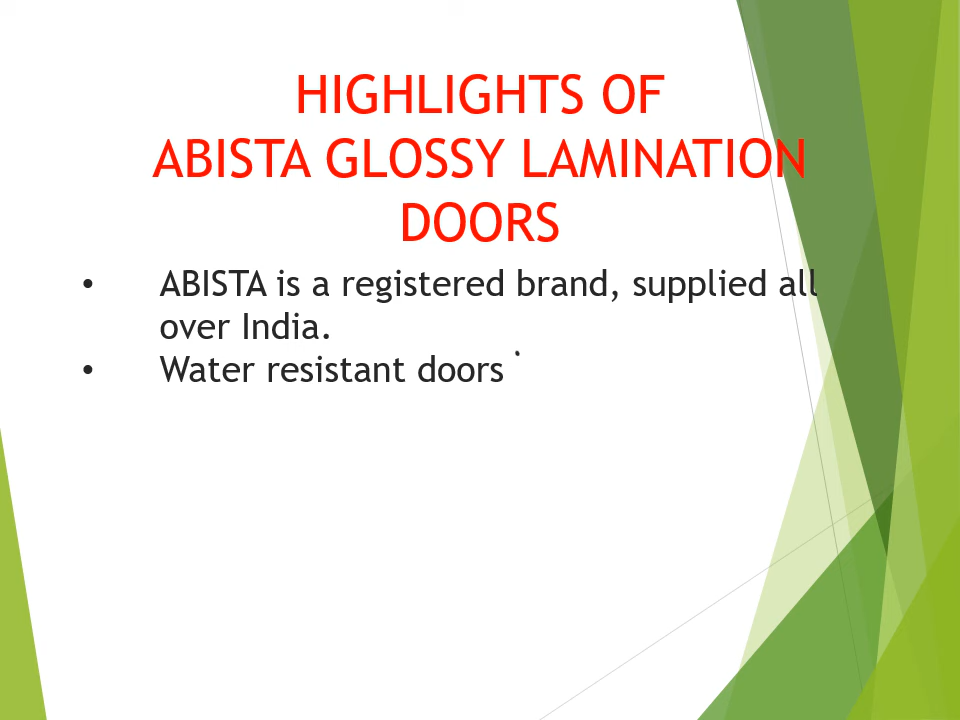 HIGHLIGHTS OF
ABISTA GLOSSY LAMINATION
DOORS
• ABISTA is a registered brand, supplied all
over India.
• Water resistant doors